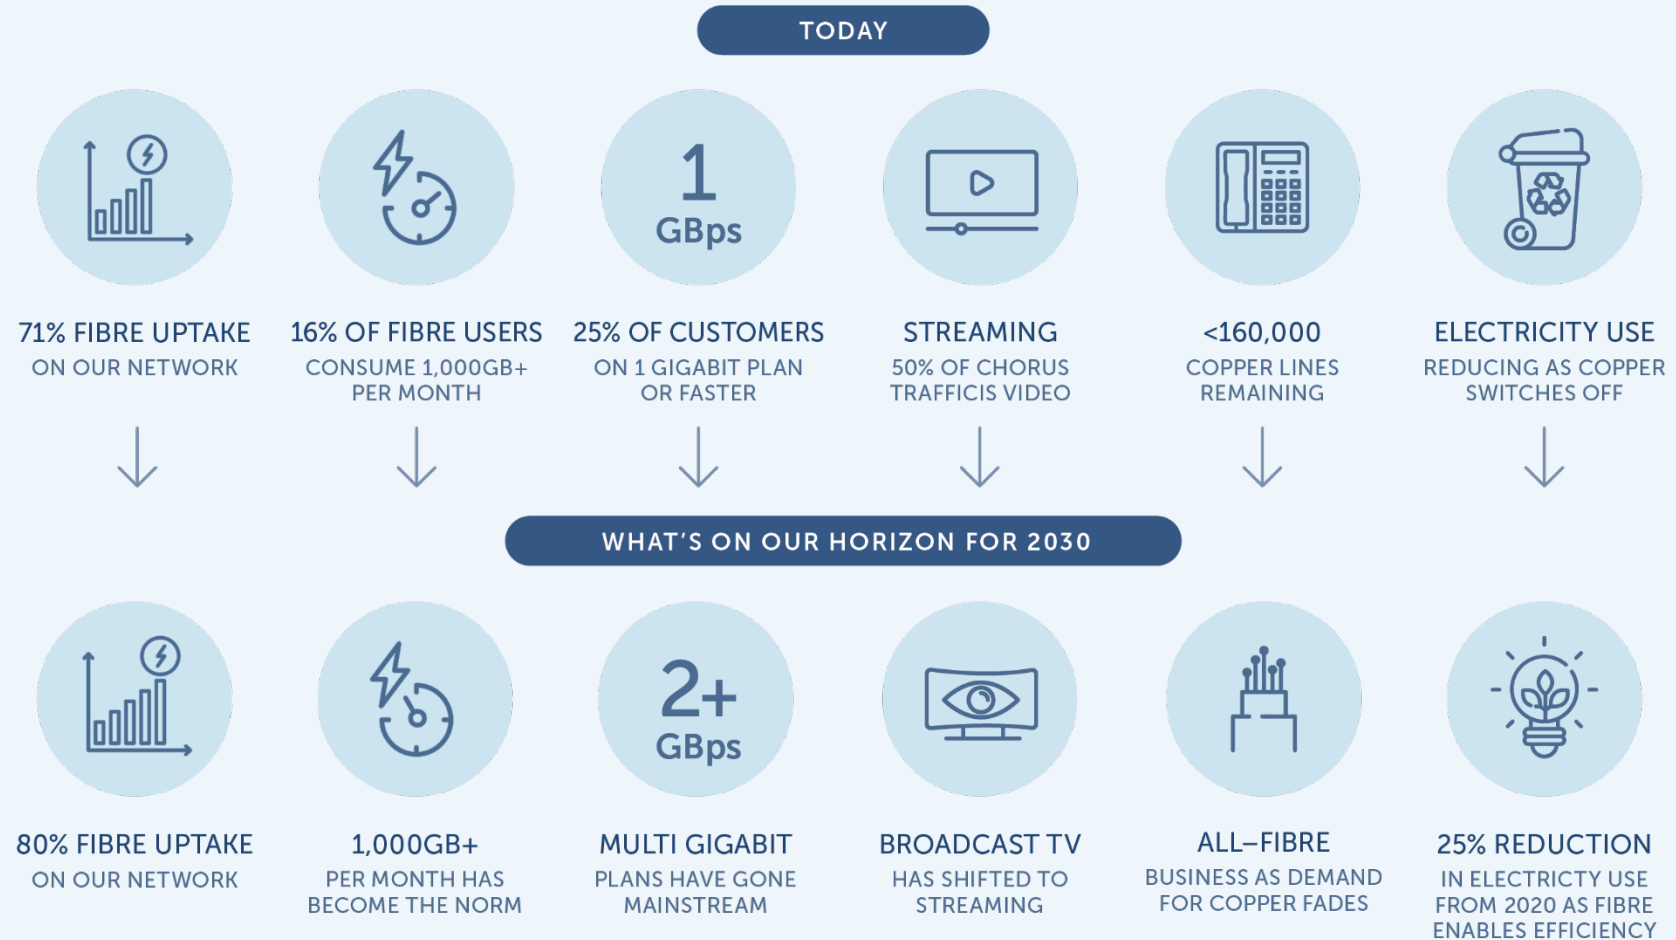 TODAY
1
GBps
71% FIBRE UPTAKE
ON OUR NETWORK
16% OF FIBRE USERS
CONSUME 1,000GB+
PER MONTH
25% OF CUSTOMERS
ON 1 GIGABIT PLAN
OR FASTER
STREAMING
50% OF CHORUS
TRAFFICIS VIDEO
<160,000
COPPER LINES
REMAINING
ELECTRICITY USE
REDUCING AS COPPER
SWITCHES OFF
WHAT'S ON OUR HORIZON FOR 2030
2+
GBps
80% FIBRE UPTAKE
ON OUR NETWORK
1,000GB+
PER MONTH HAS
BECOME THE NORM
MULTI GIGABIT
PLANS HAVE GONE
MAINSTREAM
BROADCAST TV
HAS SHIFTED TO
STREAMING
ALL–FIBRE
BUSINESS AS DEMAND
FOR COPPER FADES
25% REDUCTION
IN ELECTRICTY USE
FROM 2020 AS FIBRE
ENABLES EFFICIENCY